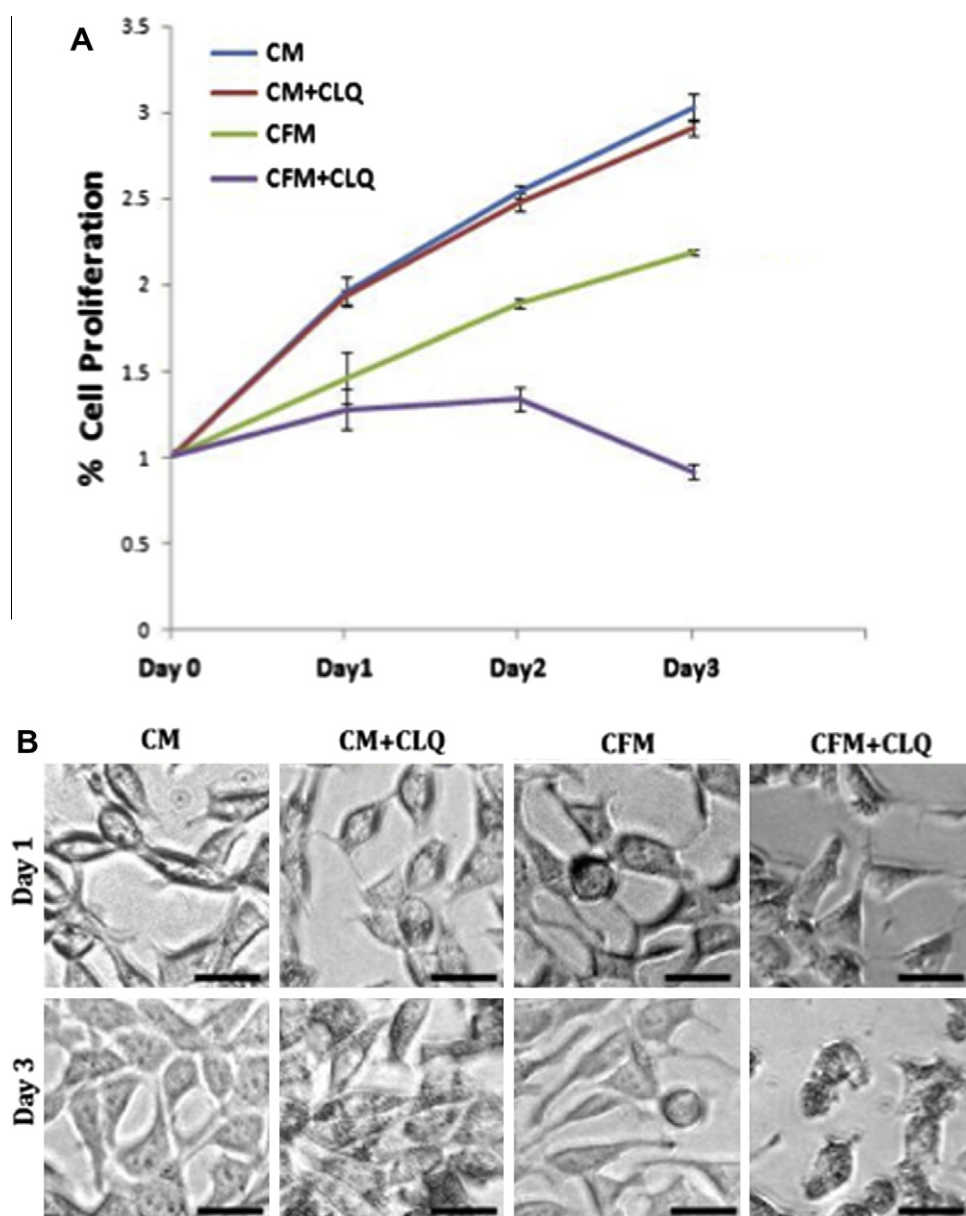 A
3.5
3
2.5
2
1.5
1
0.5
0
% Cell Proliferation
CM
CM+CLQ
CFM
CFM+CLQ
Day 0 Day1 Day2 Day3
B
CM CM+CLQ CFM CFM+CLQ
Day 1
Day 3